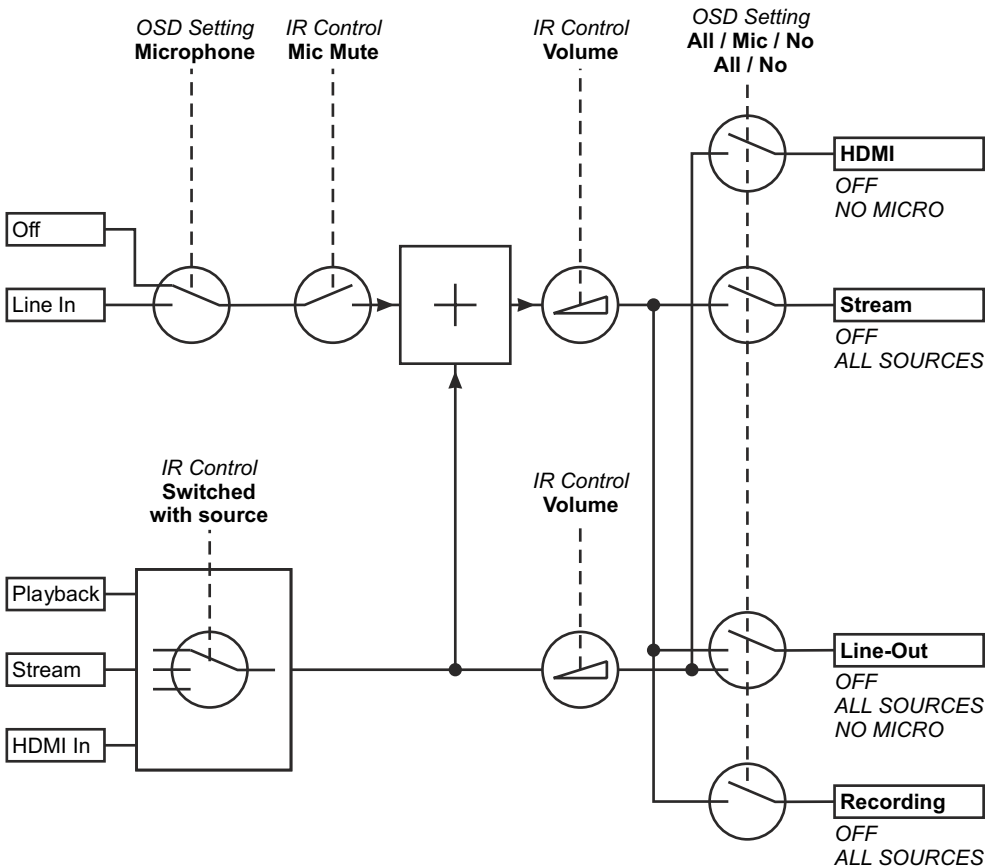 OSD Setting
Microphone
IR Control
Mic Mute
IR Control
Volume
OSD Setting
All / Mic / No
All / No
HDMI
OFF
NO MICRO
Off
Line In
Stream
OFF
ALL SOURCES
IR Control
Switched
with source
IR Control
Volume
Playback
Stream
HDMI In
Line-Out
OFF
ALL SOURCES
NO MICRO
Recording
OFF
ALL SOURCES